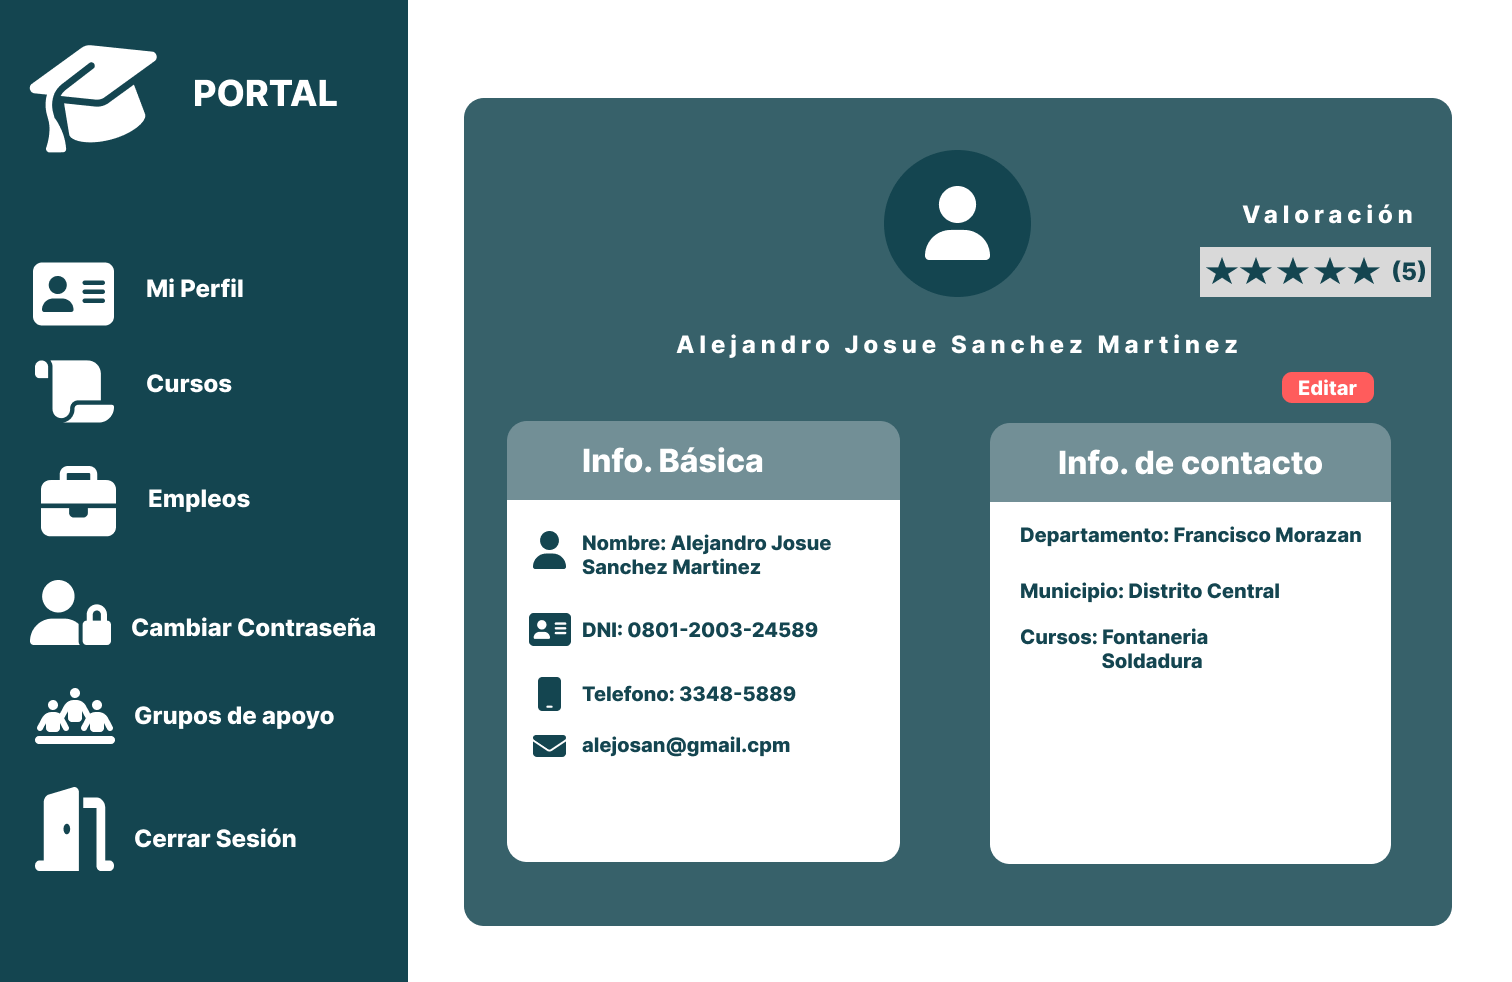 PORTAL
Mi Perfil
Cursos
Empleos
Cambiar Contraseña
Grupos de apoyo
Cerrar Sesión
Valoración
★★★★★ (5)
Alejandro Josue Sanchez Martinez
Editar
Info. Básica
Nombre: Alejandro Josue
Sanchez Martinez
DNI: 0801-2003-24589
Telefono: 3348-5889
alejosan@gmail.cpm
Info. de contacto
Departamento: Francisco Morazan
Municipio: Distrito Central
Cursos: Fontaneria
Soldadura